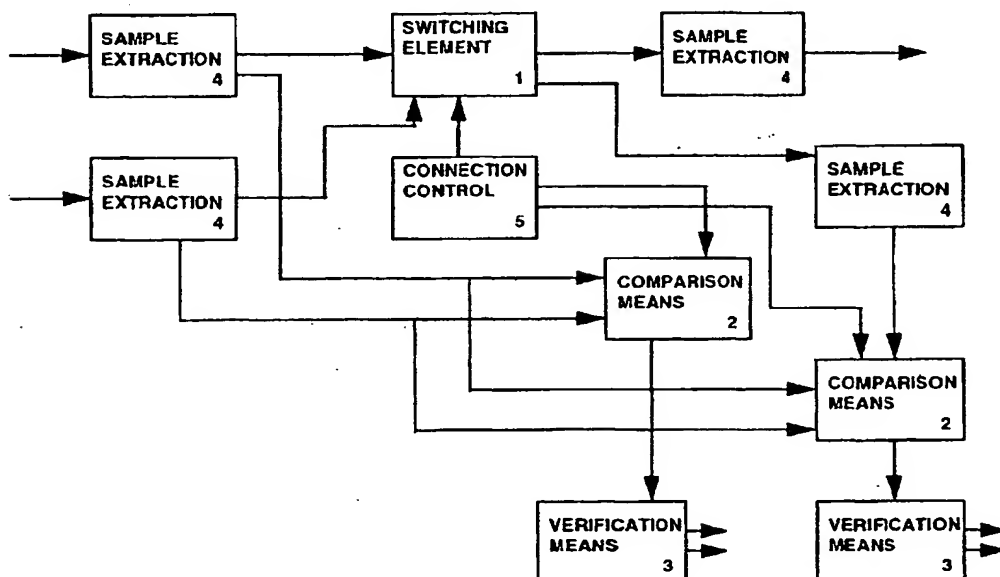 SAMPLE
EXTRACTION
4
SWITCHING
ELEMENT
1
SAMPLE
EXTRACTION
4
SAMPLE
EXTRACTION
4
CONNECTION
CONTROL
5
SAMPLE
EXTRACTION
4
COMPARISON
MEANS
2
COMPARISON
MEANS
2
VERIFICATION
MEANS
3
VERIFICATION
MEANS
3